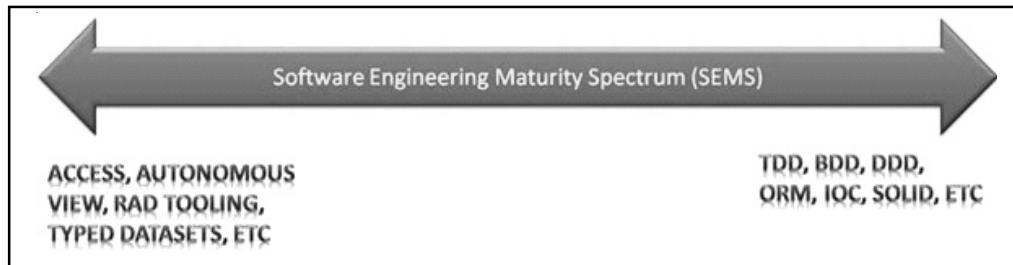 Software Engineering Maturity Spectrum (SEMS)
ACCESS, AUTONOMOUS
VIEW, RAD TOOLING,
TYPED DATASETS, ETC
TDD, BDD, DDD,
ORM, IOC, SOLID, ETC